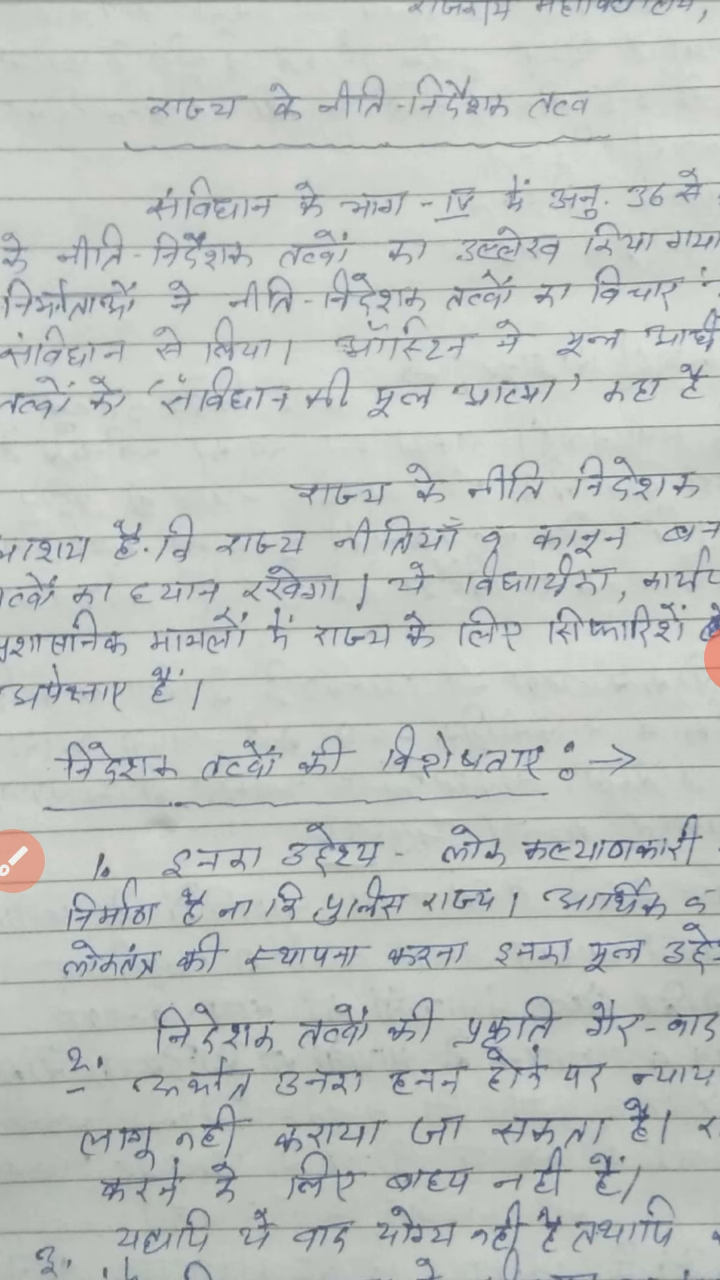 राज्य के नीति-निर्देशक तत्व
संविधान के भाग-IV में अनु. 36 से
के नीति-निर्देशक तत्वों का उल्लेख किया गया
निर्माताओं ने नीति-निदेशक तत्वों का विचार
संविधान से लिया। ऑस्टिन ने मूल
तत्वों को 'संविधान की मूल आत्मा' कहा है
राज्य के नीति निदेशक
आशय है कि राज्य नीतियाँ व कानून
तत्वों का ध्यान रखेगा। ये विधायिका,
प्रशासनिक मामलों में राज्य के लिए सिफारिशें
अपेक्षाए हैं।
निदेशक तत्वों की विशेषताए :→
1. इनका उद्देश्य - लोक कल्याणकारी
निर्माण है ना कि पुलिस राज्य। आर्थिक
लोकतंत्र की स्थापना करना इनका मूल
2. निदेशक तत्वों की प्रकृति गैर-वाद
अर्थात उनका हनन होने पर न्याय
लागू नही कराया जा सकता है।
करने के लिए बाध्य नही हैं।
3. यद्यपि ये वाद योग्य नही है तथापि